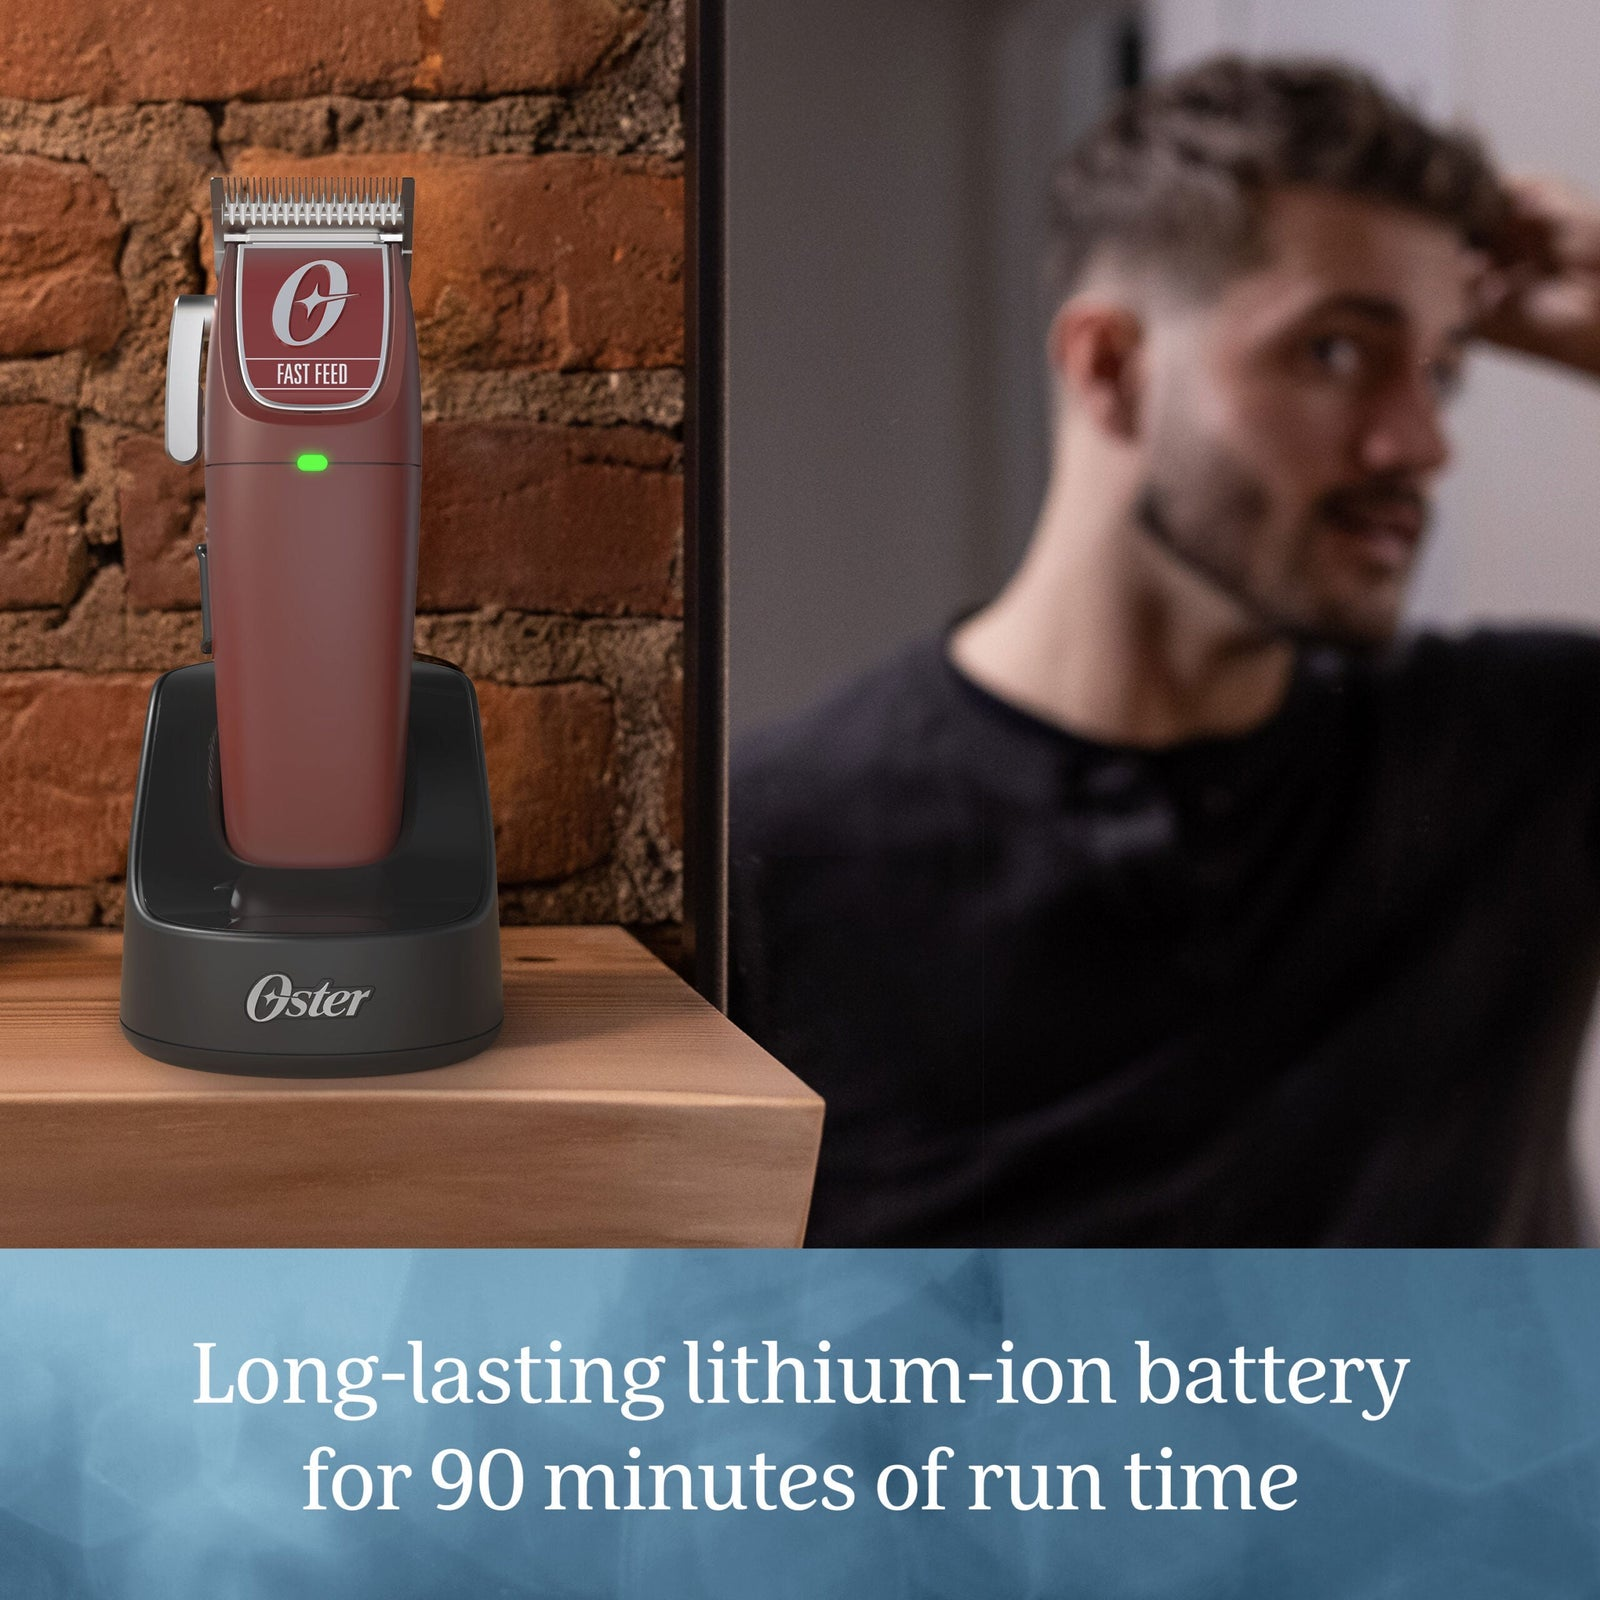 O
FAST FEED
Oster
Long-lasting lithium-ion battery
for 90 minutes of run time